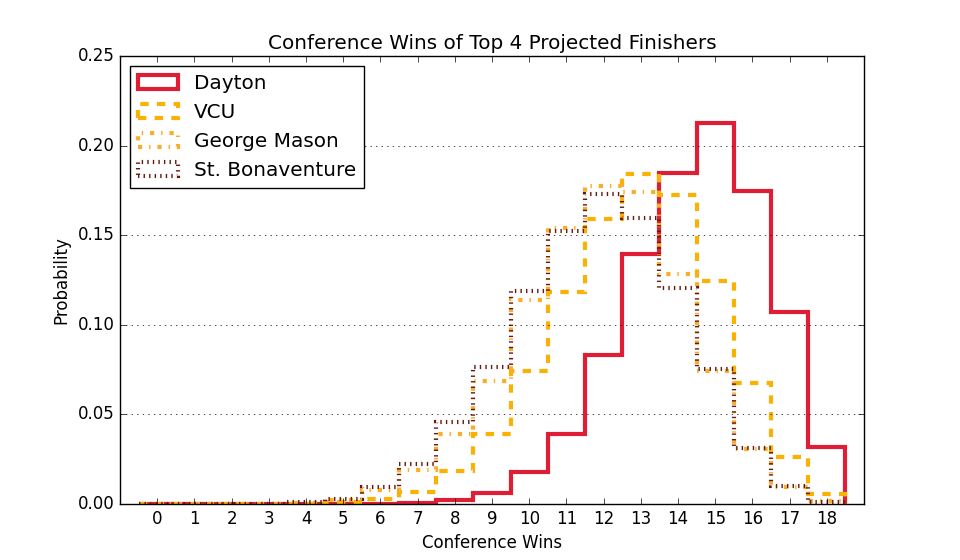 Conference Wins of Top 4 Projected Finishers
0.25
0.20
0.15
0.10
0.05
0.00
Probability
Dayton
VCU
George Mason
St. Bonaventure
0 1 2 3 4 5 6 7 8 9 10 11 12 13 14 15 16 17 18
Conference Wins